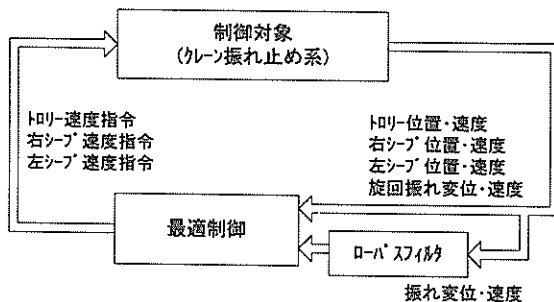 制御対象
(クレーン振れ止め系)
トロリー速度指令
右シーブ速度指令
左シーブ速度指令
トロリー位置・速度
右シーブ位置・速度
左シーブ位置・速度
旋回振れ変位・速度
最適制御
ローパスフィルタ
振れ変位・速度